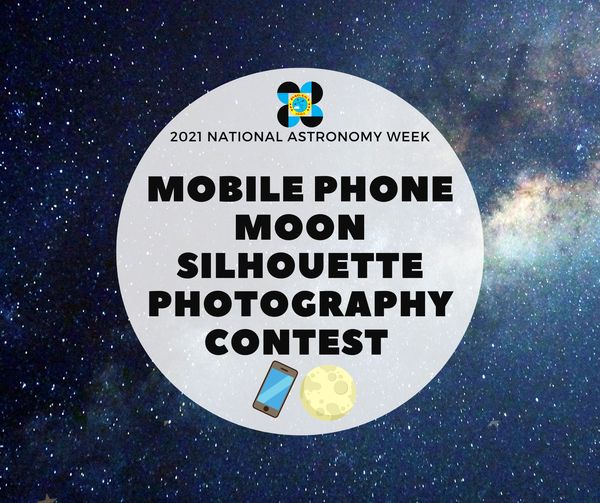 2021 NATIONAL ASTRONOMY WEEK
MOBILE PHONE
MOON
SILHOUETTE
PHOTOGRAPHY
CONTEST